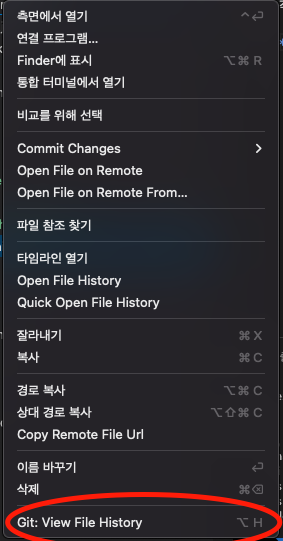 측면에서 열기 ^⏎
연결 프로그램...
Finder에 표시 ⌥⌘ R
통합 터미널에서 열기
비교를 위해 선택
Commit Changes >
Open File on Remote
Open File on Remote From...
파일 참조 찾기
타임라인 열기
Open File History
Quick Open File History
잘라내기 ⌘ X
복사 ⌘ C
경로 복사 ⌥⌘ C
상대 경로 복사 ⌥⇧⌘ C
Copy Remote File Url
이름 바꾸기 ⏎
삭제 ⌘⌫
Git: View File History ⌥ H